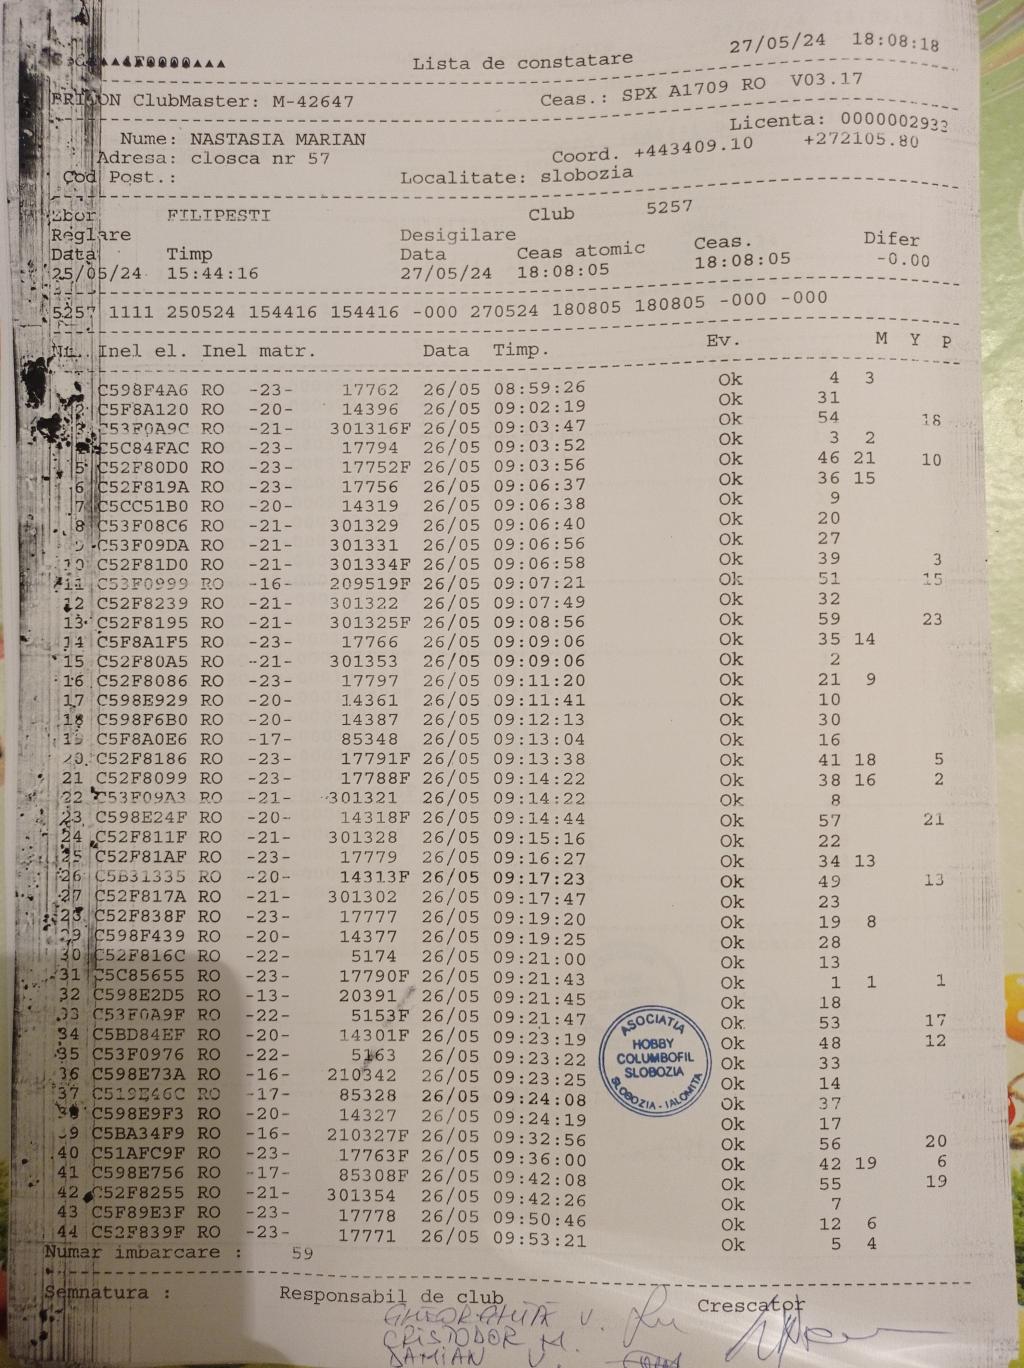 27/05/24 18:08:18
Lista de constatare
ClubMaster: M-42647 Ceas.: SPX A1709 RO V03.17
Nume: NASTASIA MARIAN Licenta: 0000002933
Adresa: closca nr 57 Coord. +443409.10 +272105.80
Cod Post.: Localitate: slobozia
Zbor FILIPESTI Club 5257
Reglare Desigilare
Data Timp Data Ceas atomic Ceas. Difer
25/05/24 15:44:16 27/05/24 18:08:05 18:08:05 -0.00
5257 1111 250524 154416 154416 -000 270524 180805 180805 -000 -000
Nr.. Inel el. Inel matr. Data Timp. Ev. M Y P
C598F4A6 RO -23- 17762 26/05 08:59:26 Ok 4 3
2 C5F8A120 RO -20- 14396 26/05 09:02:19 Ok 31
C53F0A9C RO -21- 301316F 26/05 09:03:47 Ok 54 18
C5C84FAC RO -23- 17794 26/05 09:03:52 Ok 3 2
5 C52F80D0 RO -23- 17752F 26/05 09:03:56 Ok 46 21 10
6 C52F819A RO -23- 17756 26/05 09:06:37 Ok 36 15
7 C5CC51B0 RO -20- 14319 26/05 09:06:38 Ok 9
8 C53F08C6 RO -21- 301329 26/05 09:06:40 Ok 20
9 C53F09DA RO -21- 301331 26/05 09:06:56 Ok 27
10 C52F81D0 RO -21- 301334F 26/05 09:06:58 Ok 39 3
11 C53F0999 RO -16- 209519F 26/05 09:07:21 Ok 51 15
12 C52F8239 RO -21- 301322 26/05 09:07:49 Ok 32
13 C52F8195 RO -21- 301325F 26/05 09:08:56 Ok 59 23
14 C5F8A1F5 RO -23- 17766 26/05 09:09:06 Ok 35 14
15 C52F80A5 RO -21- 301353 26/05 09:09:06 Ok 2
16 C52F8086 RO -23- 17797 26/05 09:11:20 Ok 21 9
17 C598E929 RO -20- 14361 26/05 09:11:41 Ok 10
18 C598F6B0 RO -20- 14387 26/05 09:12:13 Ok 30
19 C5F8A0E6 RO -17- 85348 26/05 09:13:04 Ok 16
20 C52F8186 RO -23- 17791F 26/05 09:13:38 Ok 41 18 5
21 C52F8099 RO -23- 17788F 26/05 09:14:22 Ok 38 16 2
22 C53F09A3 RO -21- 301321 26/05 09:14:22 Ok 8
23 C598E24F RO -20- 14318F 26/05 09:14:44 Ok 57 21
24 C52F811F RO -21- 301328 26/05 09:15:16 Ok 22
25 C52F81AF RO -23- 17779 26/05 09:16:27 Ok 34 13
26 C5B31335 RO -20- 14313F 26/05 09:17:23 Ok 49 13
27 C52F817A RO -21- 301302 26/05 09:17:47 Ok 23
28 C52F838F RO -23- 17777 26/05 09:19:20 Ok 19 8
29 C598F439 RO -20- 14377 26/05 09:19:25 Ok 28
30 C52F816C RO -22- 5174 26/05 09:21:00 Ok 13
31 C5C85655 RO -23- 17790F 26/05 09:21:43 Ok 1 1 1
32 C598E2D5 RO -13- 20391 26/05 09:21:45 Ok 18
33 C53F0A9F RO -22- 5153F 26/05 09:21:47 Ok 53 17
34 C5BD84EF RO -20- 14301F 26/05 09:23:19 Ok 48 12
35 C53F0976 RO -22- 5163 26/05 09:23:22 Ok 33
36 C598E73A RO -16- 210342 26/05 09:23:25 Ok 14
37 C519E46C RO -17- 85328 26/05 09:24:08 Ok 37
38 C598E9F3 RO -20- 14327 26/05 09:24:19 Ok 17
39 C5BA34F9 RO -16- 210327F 26/05 09:32:56 Ok 56 20
40 C51AFC9F RO -23- 17763F 26/05 09:36:00 Ok 42 19 6
41 C598E756 RO -17- 85308F 26/05 09:42:08 Ok 55 19
42 C52F8255 RO -21- 301354 26/05 09:42:26 Ok 7
43 C5F89E3F RO -23- 17778 26/05 09:50:46 Ok 12 6
44 C52F839F RO -23- 17771 26/05 09:53:21 Ok 5 4
ASOCIATIA
HOBBY
COLUMBOFIL
SLOBOZIA
SLOBOZIA - IALOMITA
Numar imbarcare : 59
Semnatura : Responsabil de club Crescator
GHEORGHITĂ V.
CRISTODOR M.
DAMIAN V.